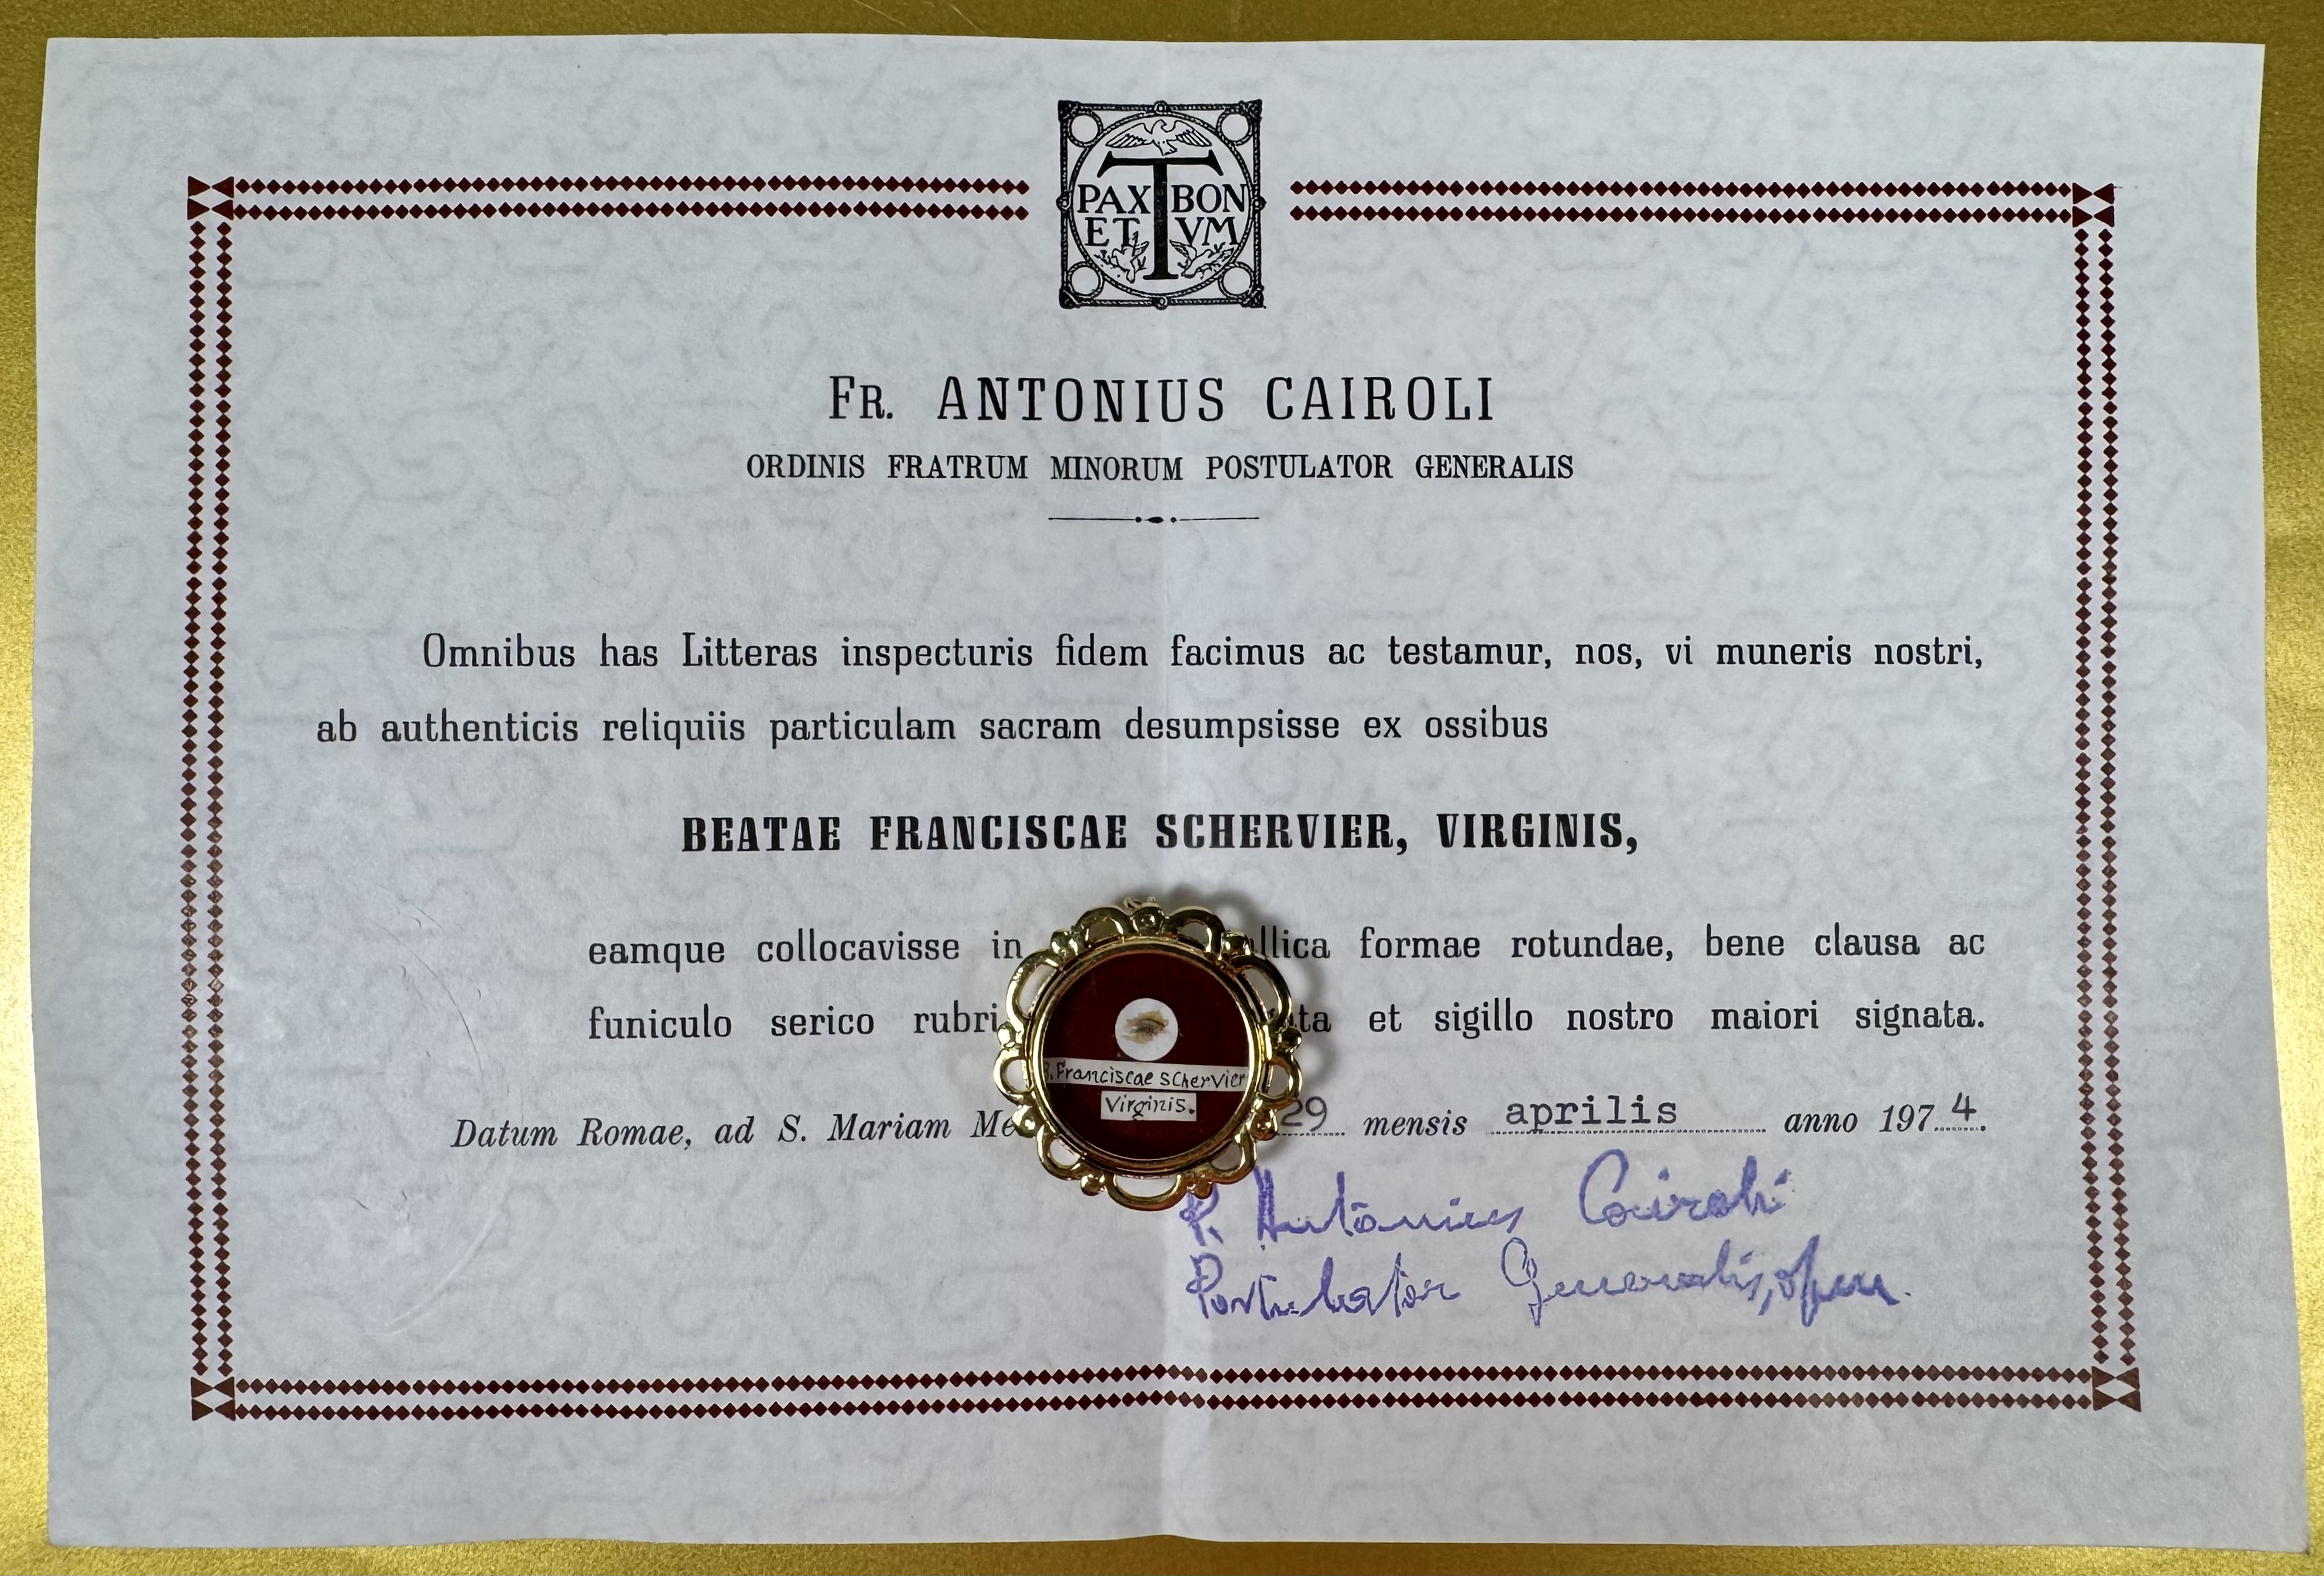 PAX BON
ET VM
T
FR. ANTONIUS CAIROLI
ORDINIS FRATRUM MINORUM POSTULATOR GENERALIS
Omnibus has Litteras inspecturis fidem facimus ac testamur, nos, vi muneris nostri,
ab authenticis reliquiis particulam sacram desumpsisse ex ossibus
BEATAE FRANCISCAE SCHERVIER, VIRGINIS,
eamque collocavisse in llica formae rotundae, bene clausa ac
funiculo serico rubri ta et sigillo nostro maiori signata.
Franciscae Schervier
Virginis.
Datum Romae, ad S. Mariam Me 29 mensis aprilis anno 1974.
P. Antonius Cairoli
Postulator Generalis, ofm.